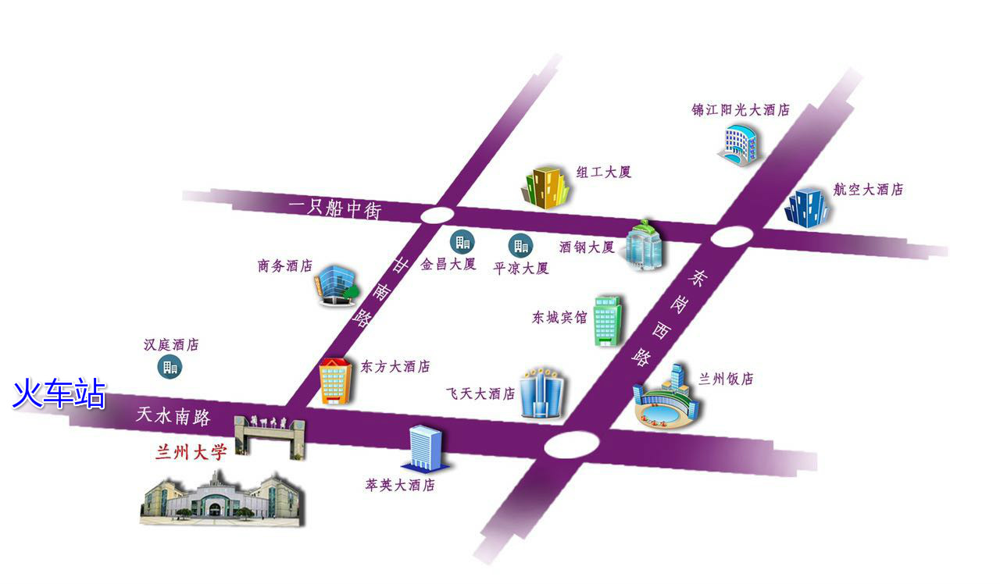 锦江阳光大酒店
组工大厦
航空大酒店
一只船中街
酒钢大厦
金昌大厦
平凉大厦
商务酒店
甘南路
东岗西路
东城宾馆
汉庭酒店
东方大酒店
兰州饭店
飞天大酒店
火车站
天水南路
兰州大学
兰州大学
萃英大酒店